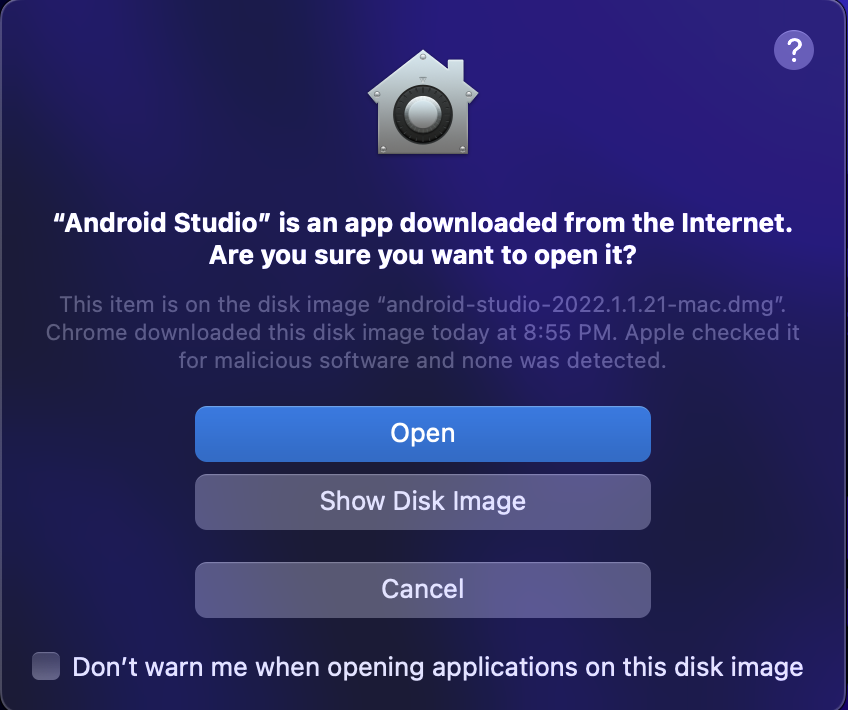 ?
“Android Studio” is an app downloaded from the Internet.
Are you sure you want to open it?
This item is on the disk image “android-studio-2022.1.1.21-mac.dmg”.
Chrome downloaded this disk image today at 8:55 PM. Apple checked it
for malicious software and none was detected.
Open
Show Disk Image
Cancel
Don’t warn me when opening applications on this disk image